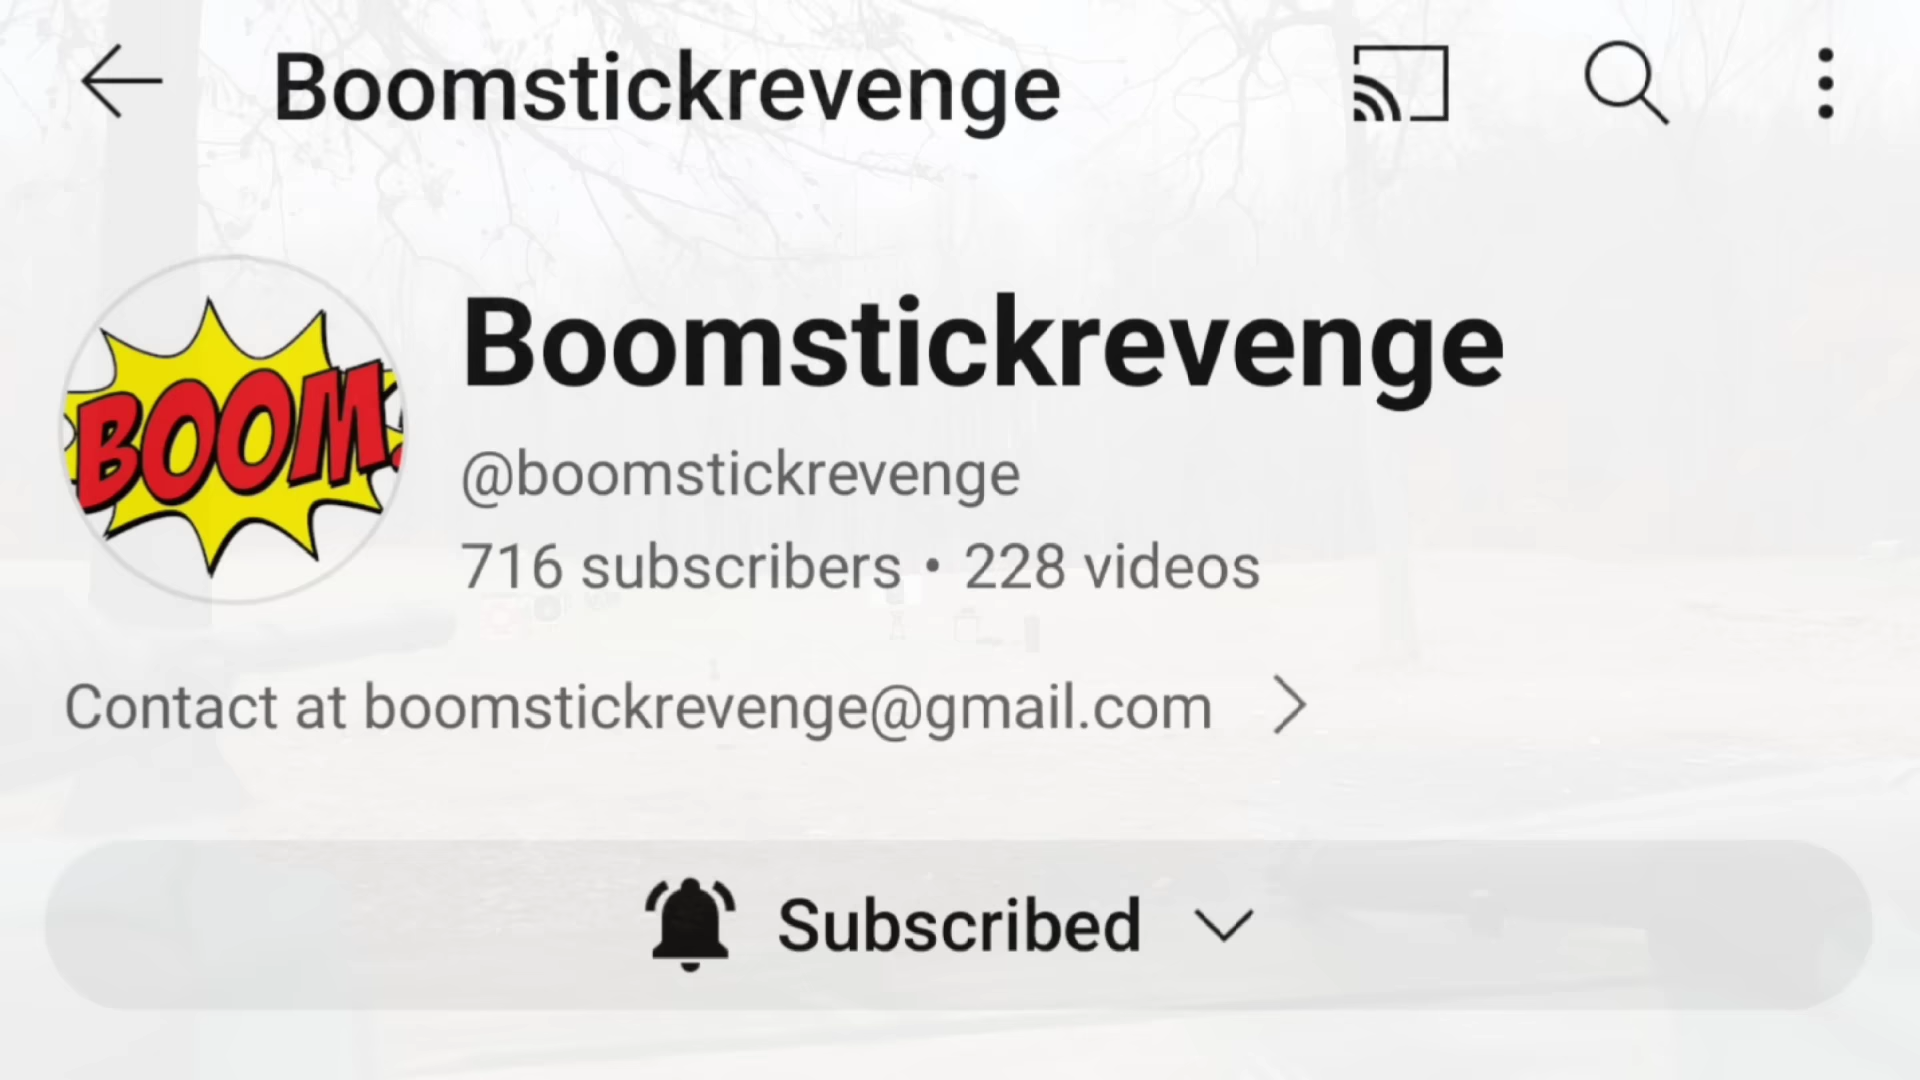 Boomstickrevenge
BOOM!
Boomstickrevenge
@boomstickrevenge
716 subscribers • 228 videos
Contact at boomstickrevenge@gmail.com
Subscribed